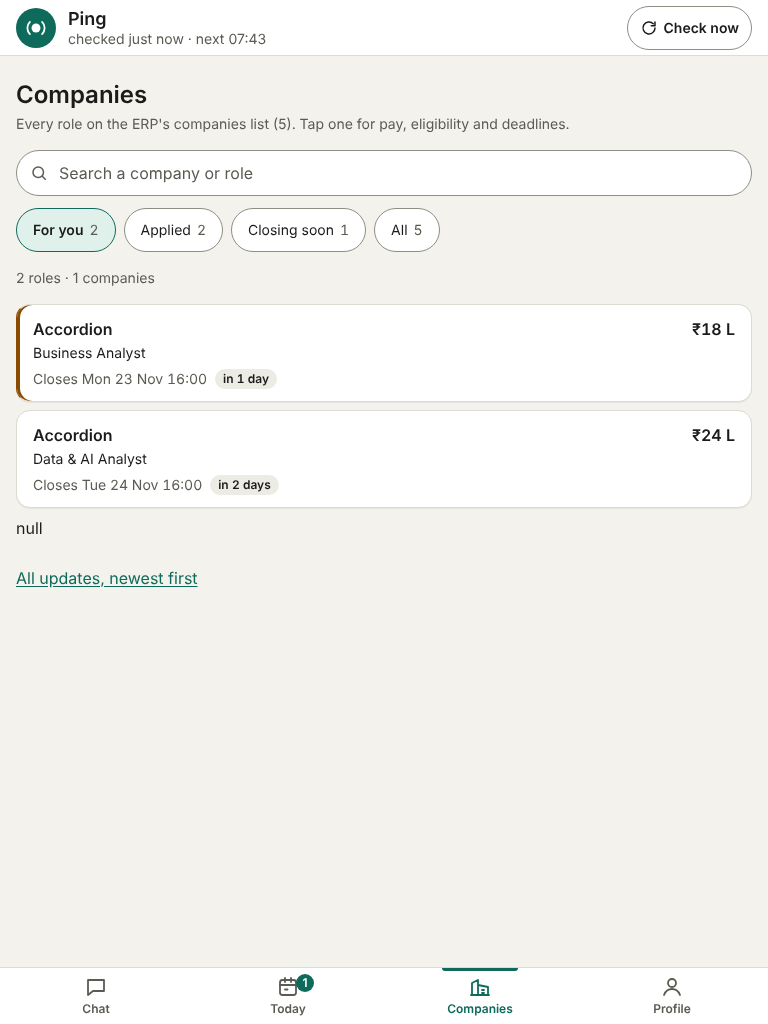 Ping
checked just now · next 07:43
Check now
Companies
Every role on the ERP's companies list (5). Tap one for pay, eligibility and deadlines.
Search a company or role
For you 2
Applied 2
Closing soon 1
All 5
2 roles · 1 companies
Accordion
₹18 L
Business Analyst
Closes Mon 23 Nov 16:00 in 1 day
Accordion
₹24 L
Data & AI Analyst
Closes Tue 24 Nov 16:00 in 2 days
null
All updates, newest first
1
Chat
Today
Companies
Profile